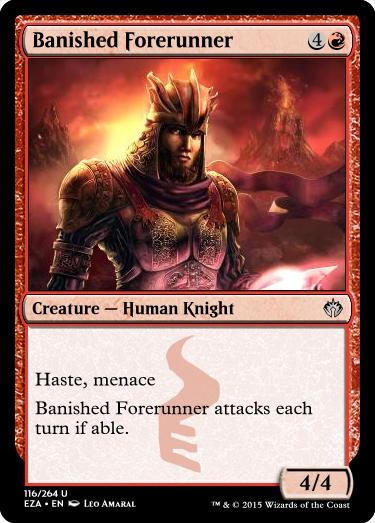 Banished Forerunner 4
Creature — Human Knight
Haste, menace
Banished Forerunner attacks each
turn if able.
4/4
116/264 U
EZA • EN Leo Amaral
™ & © 2015 Wizards of the Coast